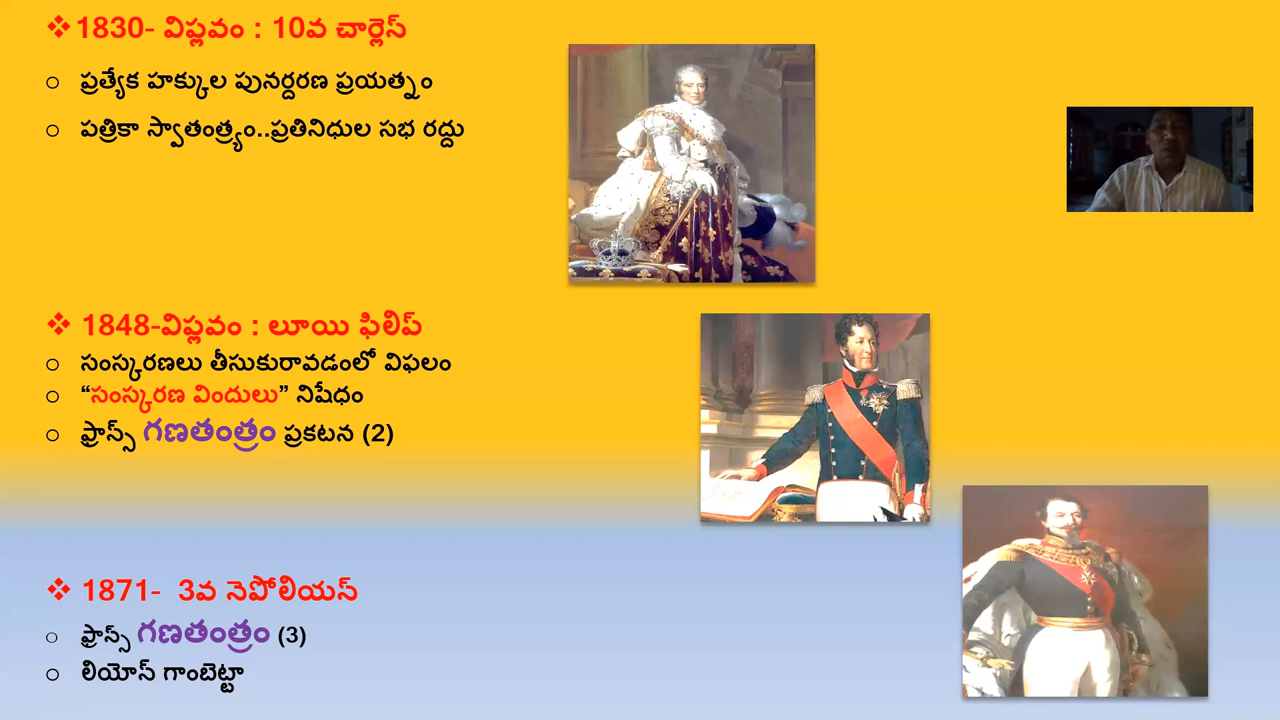 ❖1830- విప్లవం : 10వ చార్లెస్
o ప్రత్యేక హక్కుల పునర్దరణ ప్రయత్నం
o పత్రికా స్వాతంత్ర్యం..ప్రతినిధుల సభ రద్దు
❖ 1848-విప్లవం : లూయి ఫిలిప్
o సంస్కరణలు తీసుకురావడంలో విఫలం
o “సంస్కరణ విందులు” నిషేధం
o ఫ్రాన్స్ గణతంత్రం ప్రకటన (2)
❖ 1871- 3వ నెపోలియన్
o ఫ్రాన్స్ గణతంత్రం (3)
o లియోన్ గాంబెట్టా